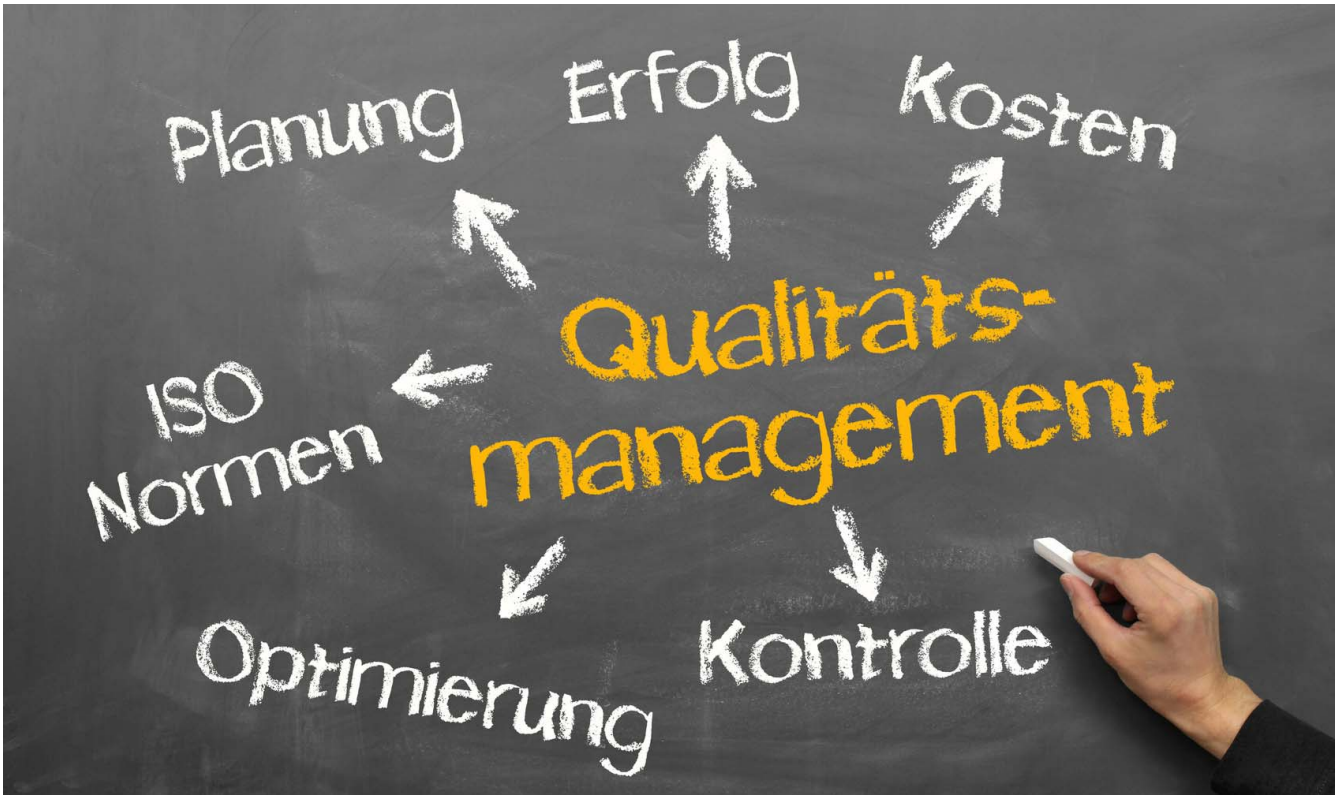 Planung
Erfolg
Kosten
Qualitäts-
management
ISO
Normen
Optimierung
Kontrolle